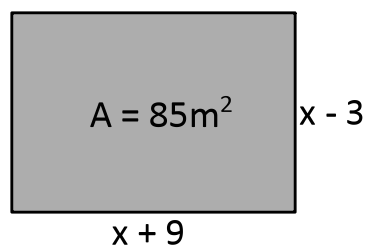 A = 85m²
x - 3
x + 9